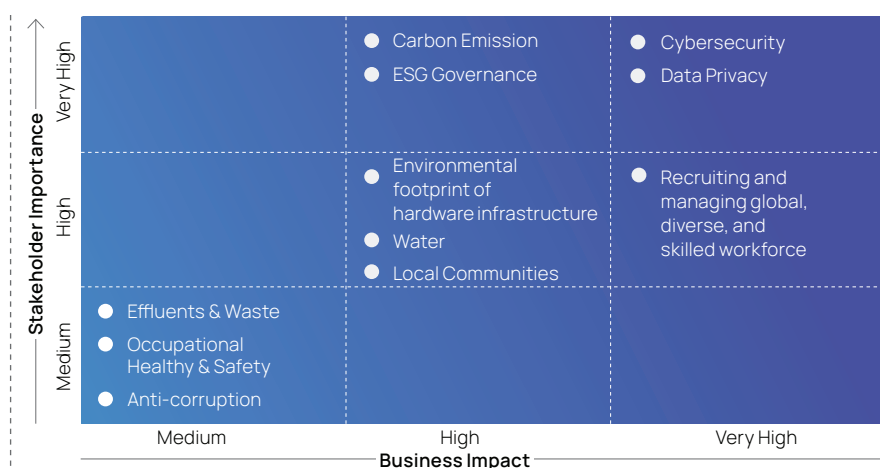 Stakeholder Importance
Very High
High
Medium
Carbon Emission
ESG Governance
Cybersecurity
Data Privacy
Environmental
footprint of
hardware infrastructure
Water
Local Communities
Recruiting and
managing global,
diverse, and
skilled workforce
Effluents & Waste
Occupational
Healthy & Safety
Anti-corruption
Medium
High
Very High
Business Impact